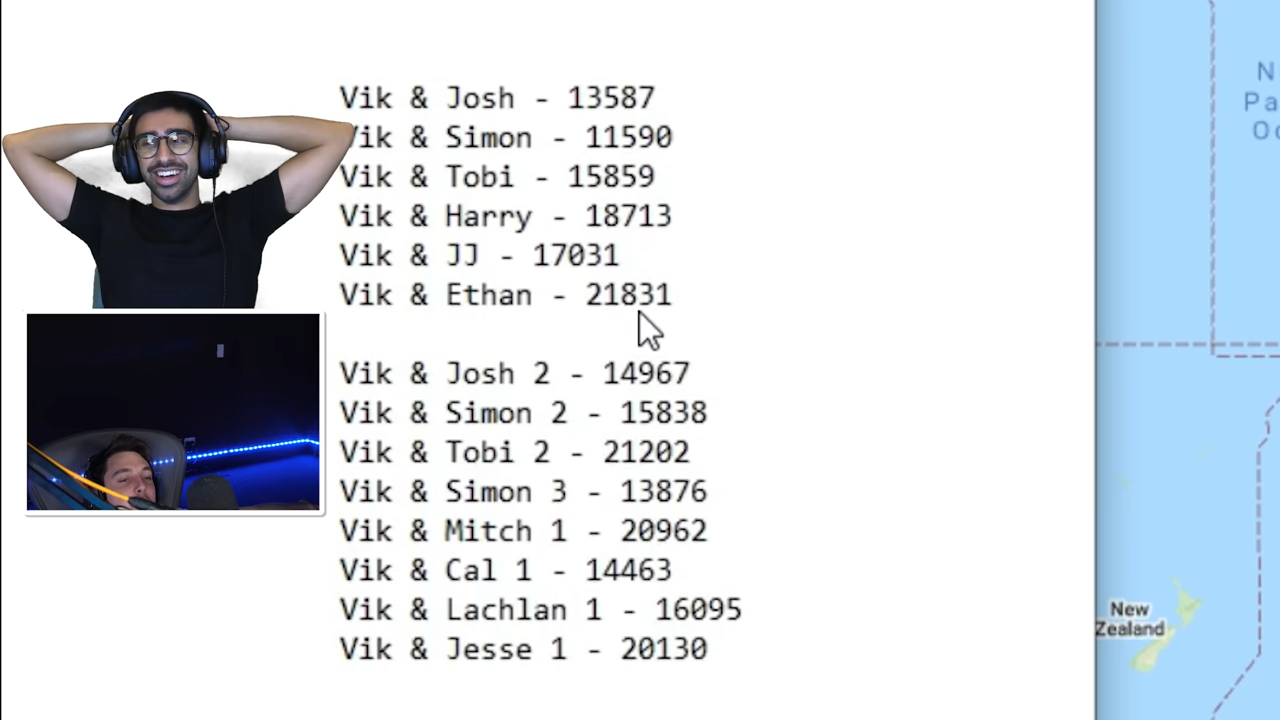 Vik & Josh - 13587
Vik & Simon - 11590
Vik & Tobi - 15859
Vik & Harry - 18713
Vik & JJ - 17031
Vik & Ethan - 21831
Vik & Josh 2 - 14967
Vik & Simon 2 - 15838
Vik & Tobi 2 - 21202
Vik & Simon 3 - 13876
Vik & Mitch 1 - 20962
Vik & Cal 1 - 14463
Vik & Lachlan 1 - 16095
Vik & Jesse 1 - 20130
N
Pa
Oc
New
Zealand